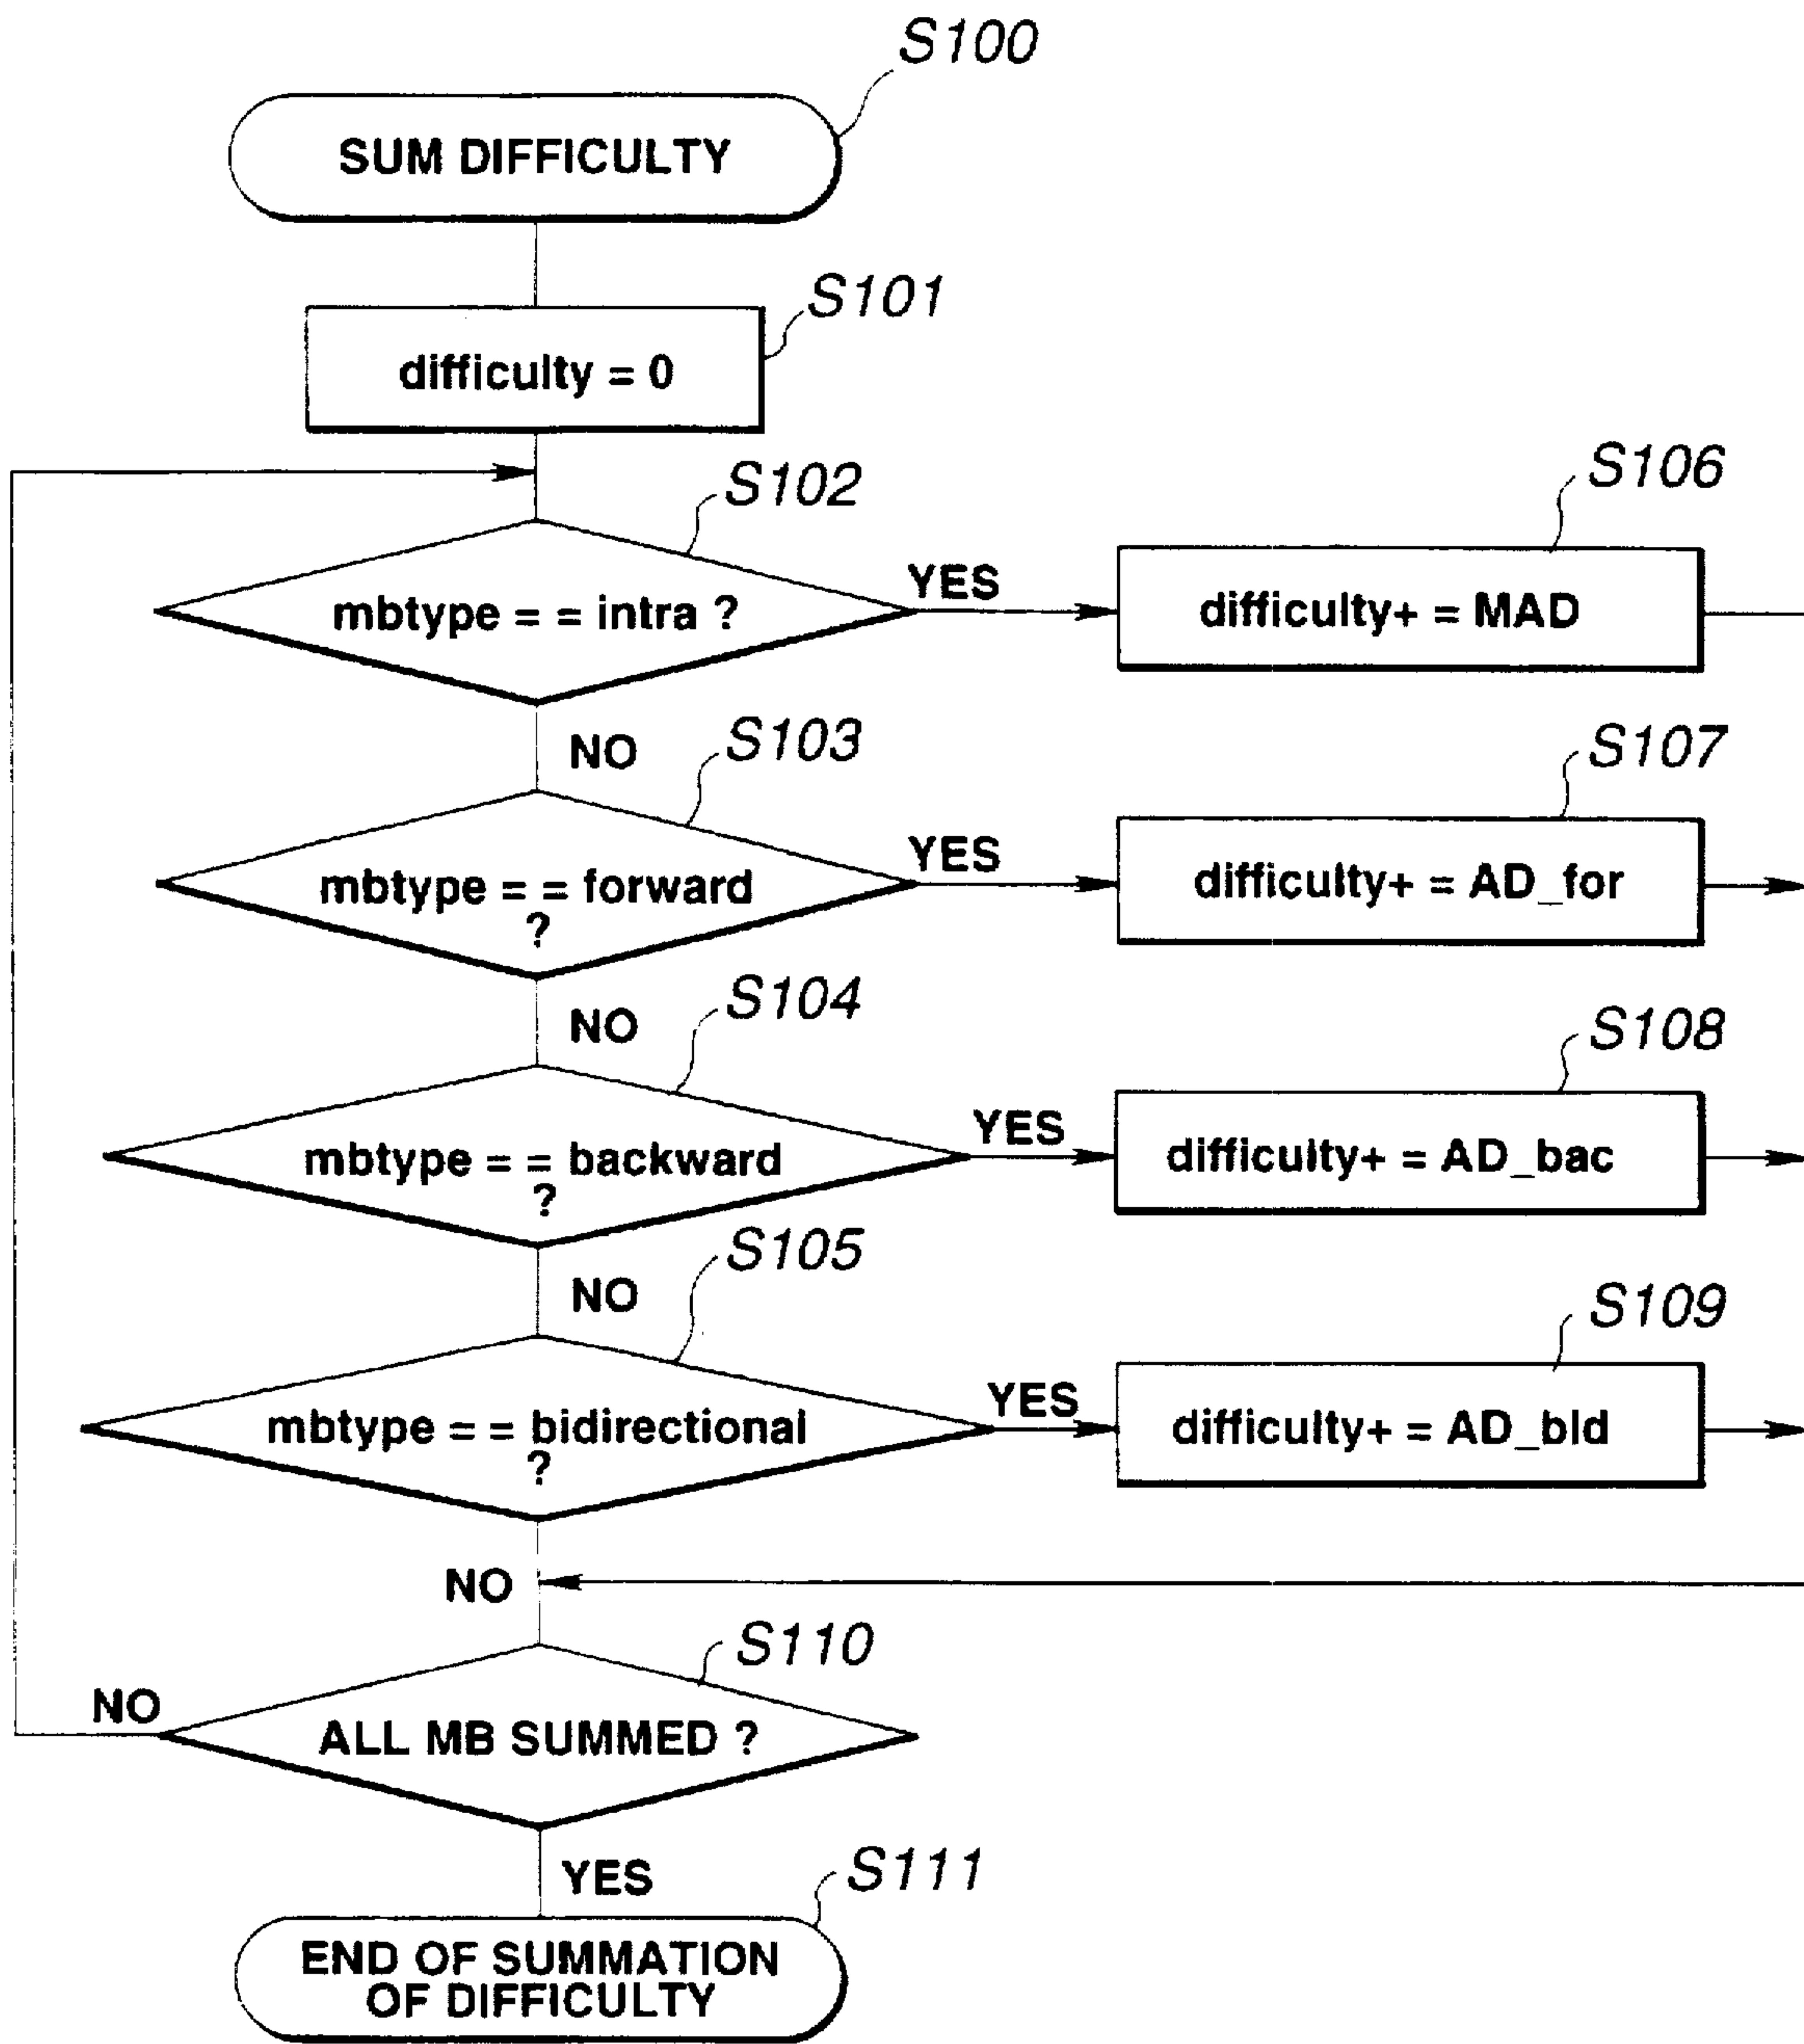 S100
SUM DIFFICULTY
S101
difficulty = 0
S102
mbtype = = intra ?
YES
S106
difficulty+ = MAD
NO
S103
mbtype = = forward
?
YES
S107
difficulty+ = AD_for
NO
S104
mbtype = = backward
?
YES
S108
difficulty+ = AD_bac
NO
S105
mbtype = = bidirectional
?
YES
S109
difficulty+ = AD_bid
NO
S110
NO
ALL MB SUMMED ?
YES
S111
END OF SUMMATION
OF DIFFICULTY